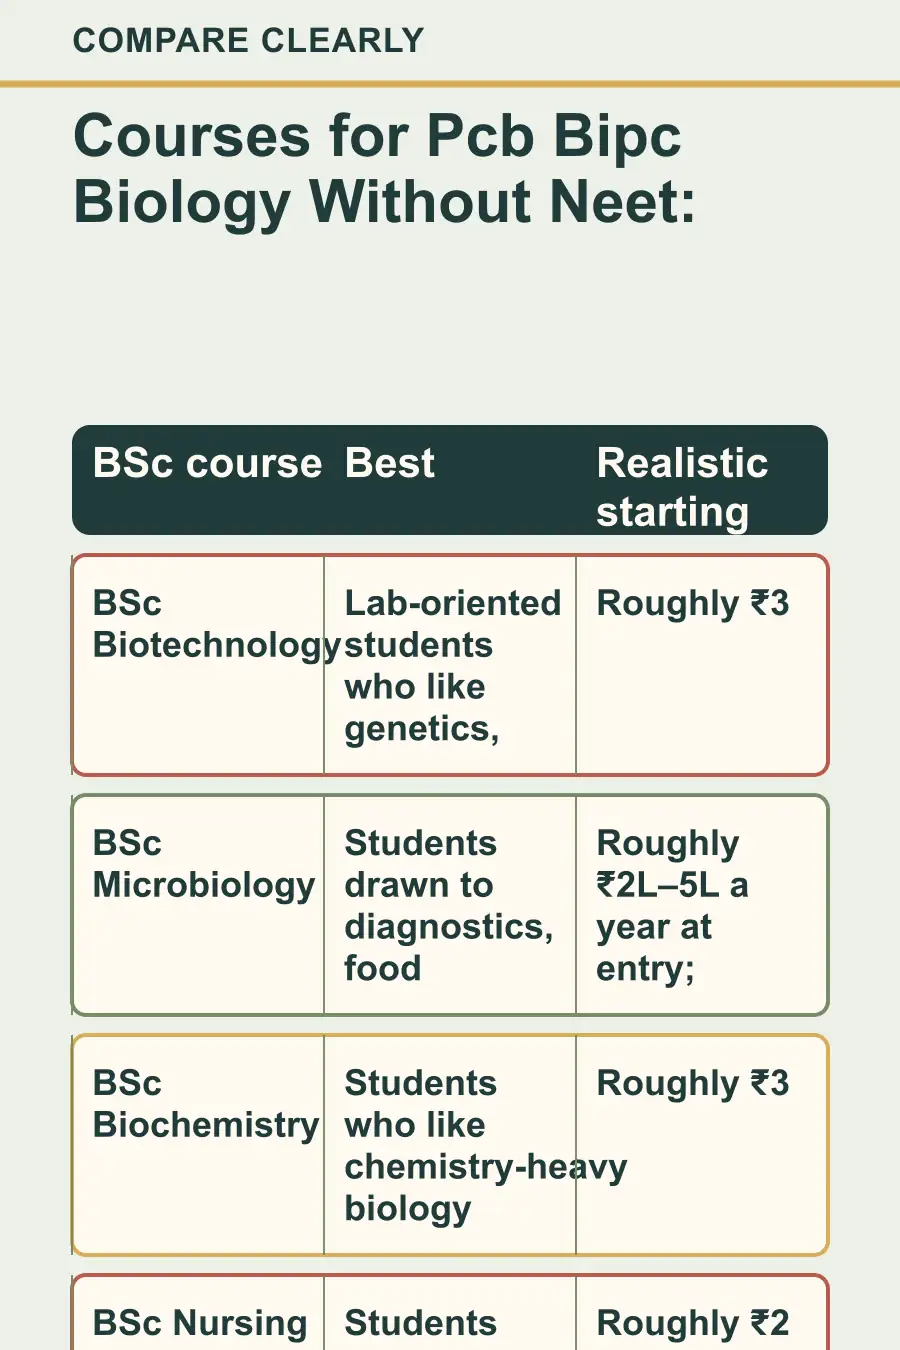 COMPARE CLEARLY
Courses for Pcb Bipc
Biology Without Neet:
BSc course Best Realistic
starting
BSc
Biotechnology
Lab-oriented
students
who like
genetics,
Roughly ₹3
BSc
Microbiology
Students
drawn to
diagnostics,
food
Roughly
₹2L–5L a
year at
entry;
BSc
Biochemistry
Students
who like
chemistry-heavy
biology
Roughly ₹3
BSc Nursing
Students
Roughly ₹2